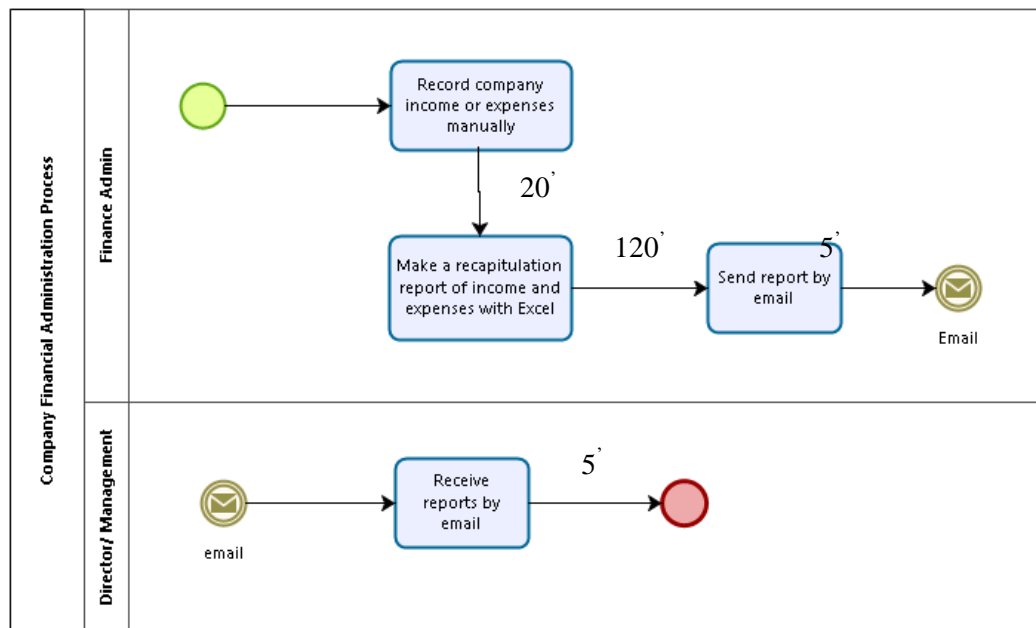 Company Financial Administration Process
Finance Admin
Record company
income or expenses
manually
20’
Make a recapitulation
report of income and
expenses with Excel
120’
Send report by
email
5’
Email
Director/ Management
email
Receive
reports by
email
5’